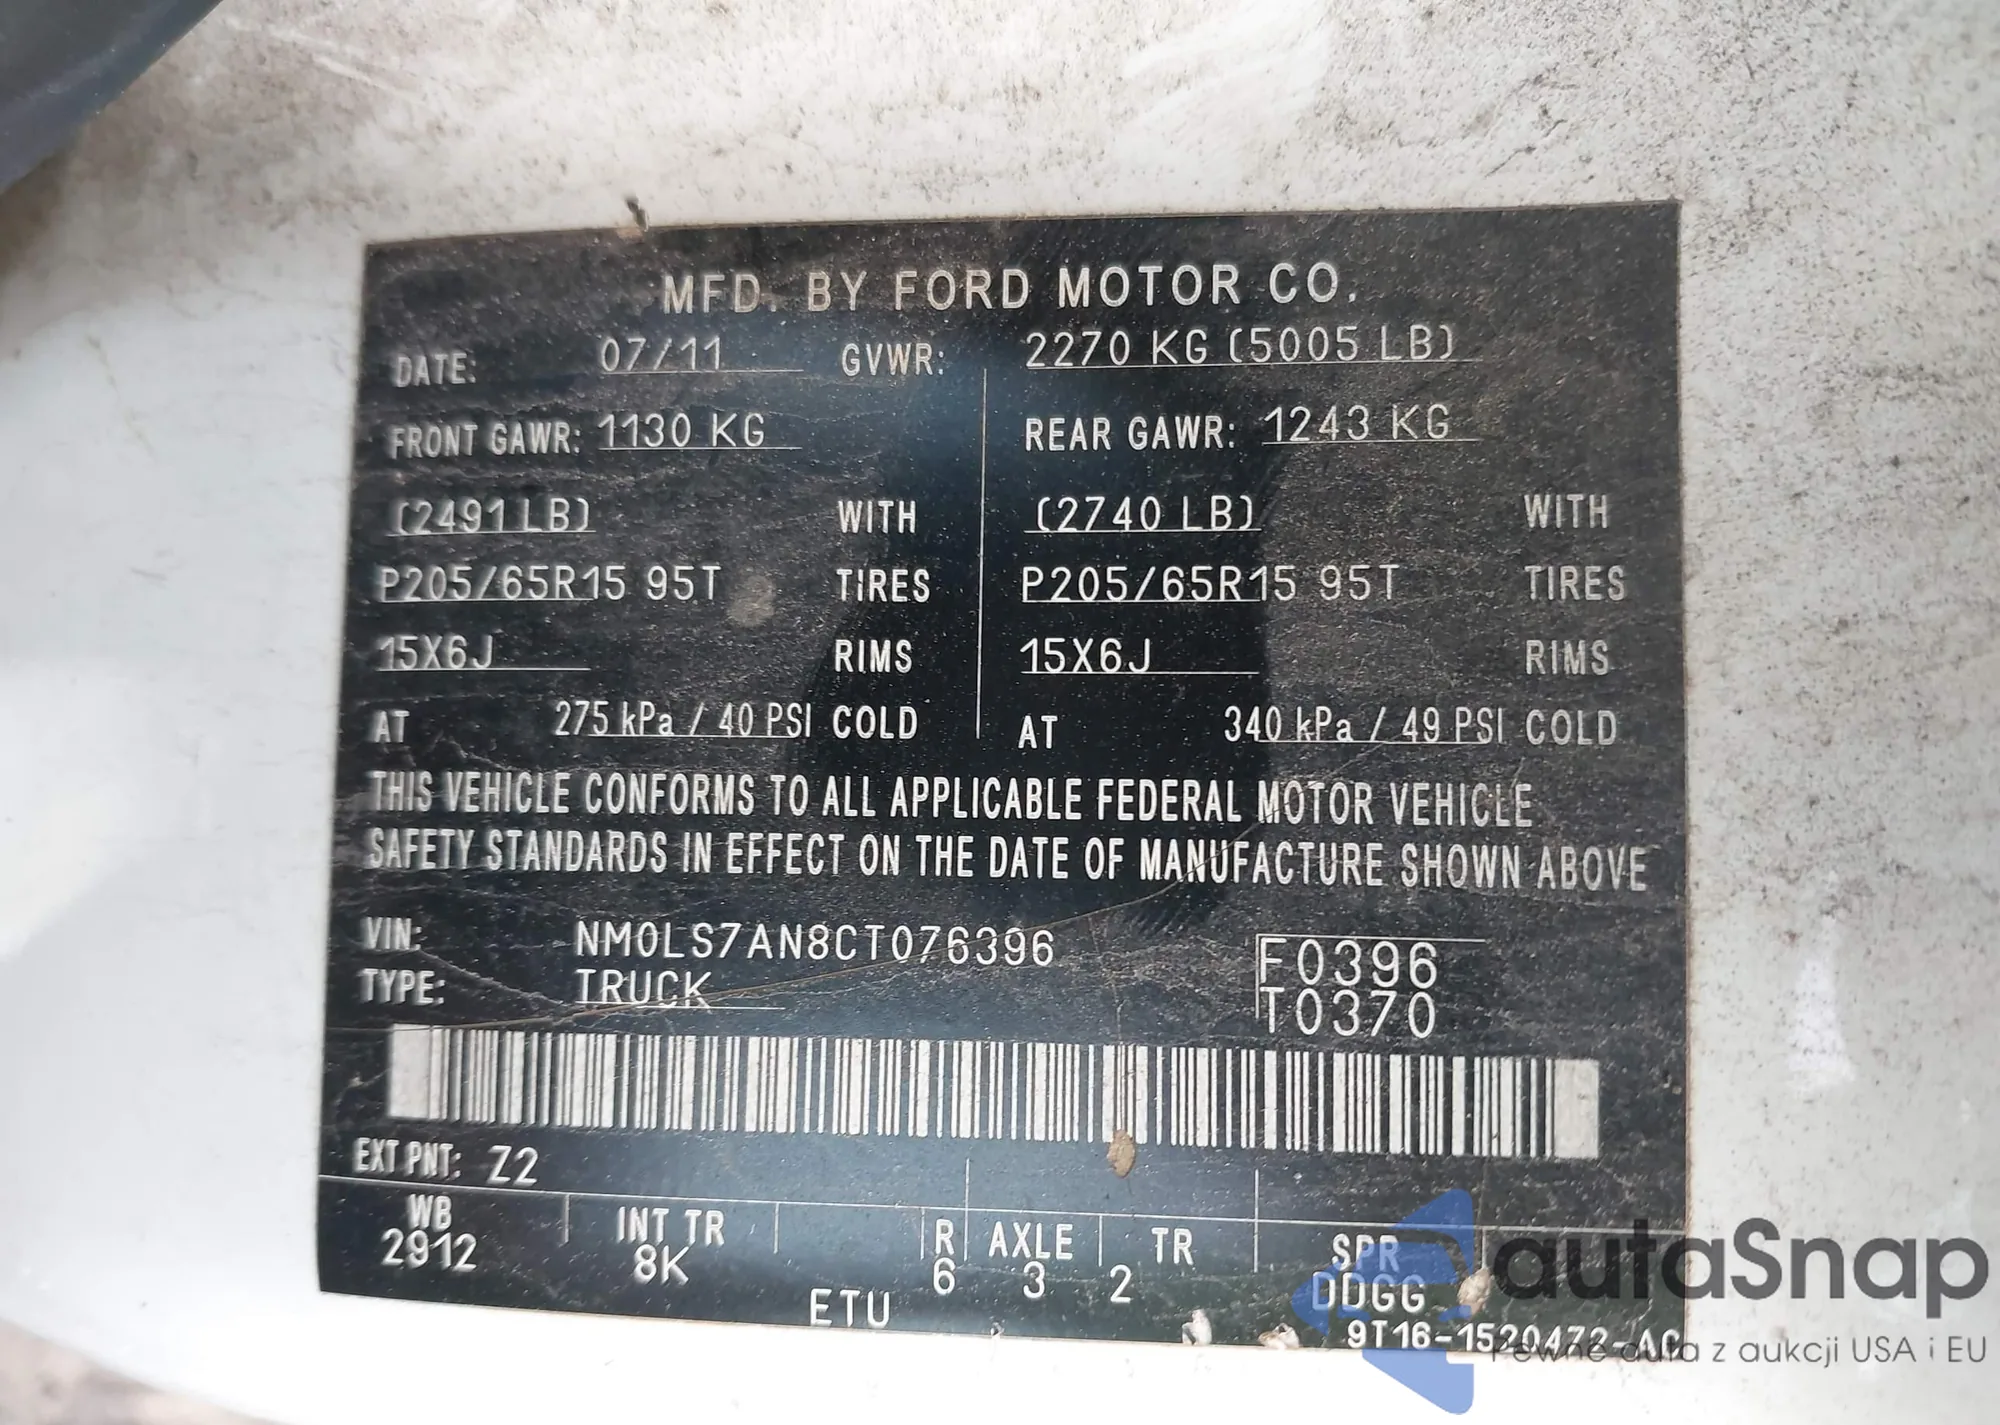 MFD. BY FORD MOTOR CO.
DATE: 07/11 GVWR: 2270 KG (5005 LB)
FRONT GAWR: 1130 KG REAR GAWR: 1243 KG
(2491 LB) WITH (2740 LB) WITH
P205/65R15 95T TIRES P205/65R15 95T TIRES
15X6J RIMS 15X6J RIMS
AT 275 kPa / 40 PSI COLD AT 340 kPa / 49 PSI COLD
THIS VEHICLE CONFORMS TO ALL APPLICABLE FEDERAL MOTOR VEHICLE
SAFETY STANDARDS IN EFFECT ON THE DATE OF MANUFACTURE SHOWN ABOVE
VIN: NM0LS7AN8CT076396 F0396
TYPE: TRUCK T0370
EXT PNT: Z2
WB INT TR R AXLE TR SPR
2912 8K 6 3 2 DDGG
ETU
9T16-1520472-AC
autaSnap
Pewne auta z aukcji USA i EU